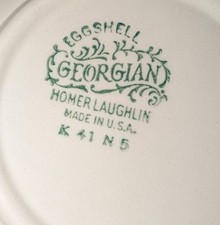 EGGSHELL
GEORGIAN
HOMER LAUGHLIN
MADE IN U.S.A.
K 41 N 5